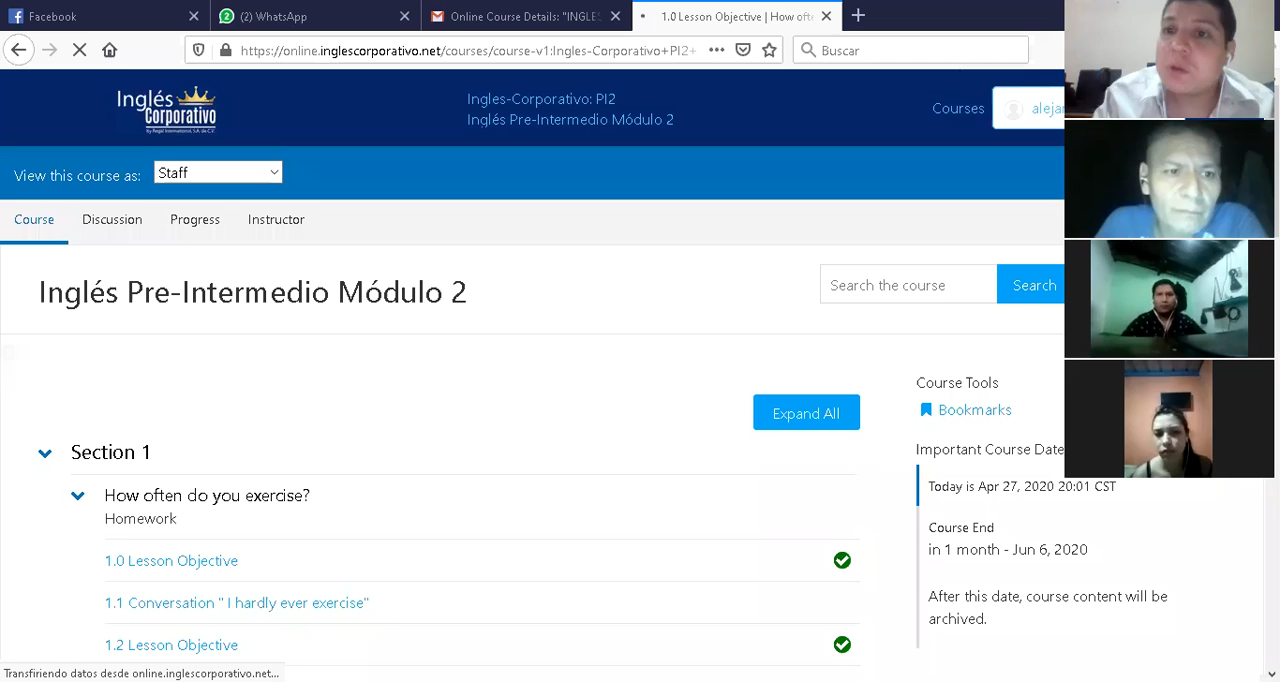 Facebook
(2) WhatsApp
Online Course Details: "INGLE
1.0 Lesson Objective | How oft
https://online.inglescorporativo.net/courses/course-v1:Ingles-Corporativo+PI2+
Buscar
Inglés
Corporativo
by Regal International, S.A. de C.V.
Ingles-Corporativo: PI2
Inglés Pre-Intermedio Módulo 2
Courses
aleja
View this course as:
Staff
Course
Discussion
Progress
Instructor
Inglés Pre-Intermedio Módulo 2
Search the course
Search
Course Tools
Bookmarks
Expand All
Important Course Date
Section 1
Today is Apr 27, 2020 20:01 CST
How often do you exercise?
Homework
Course End
in 1 month - Jun 6, 2020
1.0 Lesson Objective
1.1 Conversation " I hardly ever exercise"
After this date, course content will be
archived.
1.2 Lesson Objective
Transfiriendo datos desde online.inglescorporativo.net...